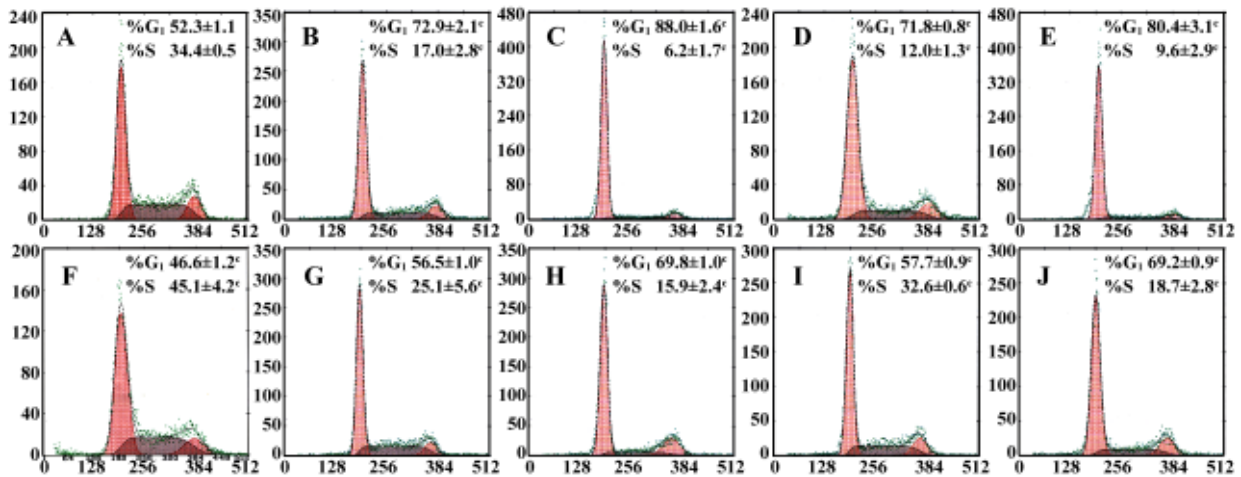 A
%G₁ 52.3±1.1
%S 34.4±0.5
240
200
160
120
80
40
0
0 128 256 384 512
B
%G₁ 72.9±2.1ᶜ
%S 17.0±2.8ᶜ
350
300
250
200
150
100
50
0
0 128 256 384 512
C
%G₁ 88.0±1.6ᶜ
%S 6.2±1.7ᶜ
480
400
320
240
160
80
0
0 128 256 384 512
D
%G₁ 71.8±0.8ᶜ
%S 12.0±1.3ᶜ
240
200
160
120
80
40
0
0 128 256 384 512
E
%G₁ 80.4±3.1ᶜ
%S 9.6±2.9ᶜ
480
400
320
240
160
80
0
0 128 256 384 512
F
%G₁ 46.6±1.2ᶜ
%S 45.1±4.2ᶜ
200
160
120
80
40
0
0 128 256 384 512
G
%G₁ 56.5±1.0ᶜ
%S 25.1±5.6ᶜ
350
300
250
200
150
100
50
0
0 128 256 384 512
H
%G₁ 69.8±1.0ᶜ
%S 15.9±2.4ᶜ
350
300
250
200
150
100
50
0
0 128 256 384 512
I
%G₁ 57.7±0.9ᶜ
%S 32.6±0.6ᶜ
300
250
200
150
100
50
0
0 128 256 384 512
J
%G₁ 69.2±0.9ᶜ
%S 18.7±2.8ᶜ
300
250
200
150
100
50
0
0 128 256 384 512